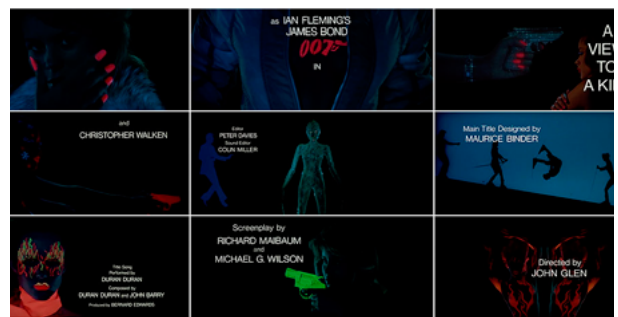 as IAN FLEMING'S
JAMES BOND
007
IN
A
VIEW
TO
A KILL
and
CHRISTOPHER WALKEN
Editor
PETER DAVIES
Sound Editor
COLIN MILLER
Main Title Designed by
MAURICE BINDER
Title Song
Performed by
DURAN DURAN
Composed by
DURAN DURAN and JOHN BARRY
Produced by BERNARD EDWARDS
Screenplay by
RICHARD MAIBAUM
and
MICHAEL G. WILSON
Directed by
JOHN GLEN